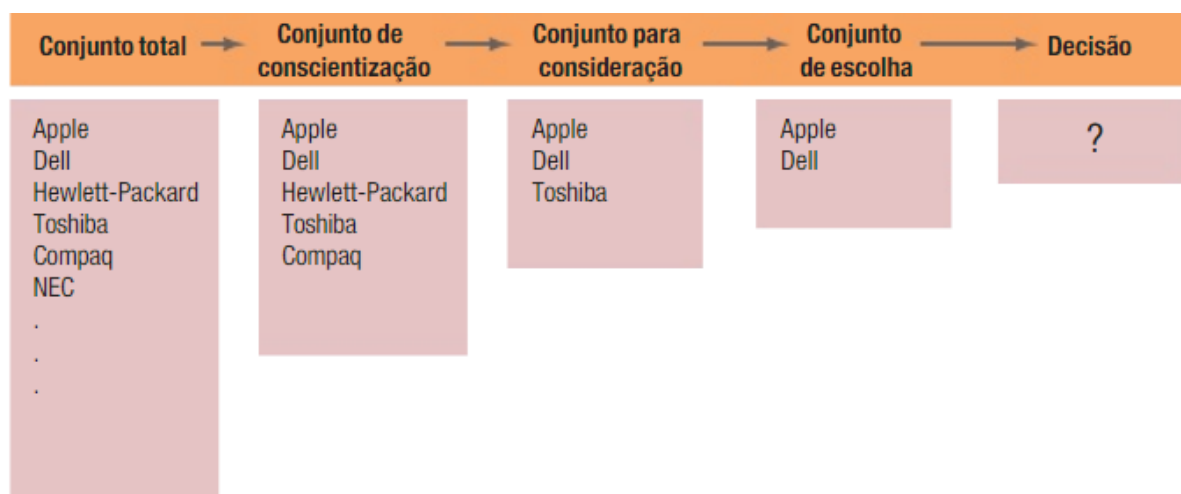 Conjunto total
Conjunto de
conscientização
Conjunto para
consideração
Conjunto
de escolha
Decisão
Apple
Dell
Hewlett-Packard
Toshiba
Compaq
NEC
.
.
.
Apple
Dell
Hewlett-Packard
Toshiba
Compaq
Apple
Dell
Toshiba
Apple
Dell
?